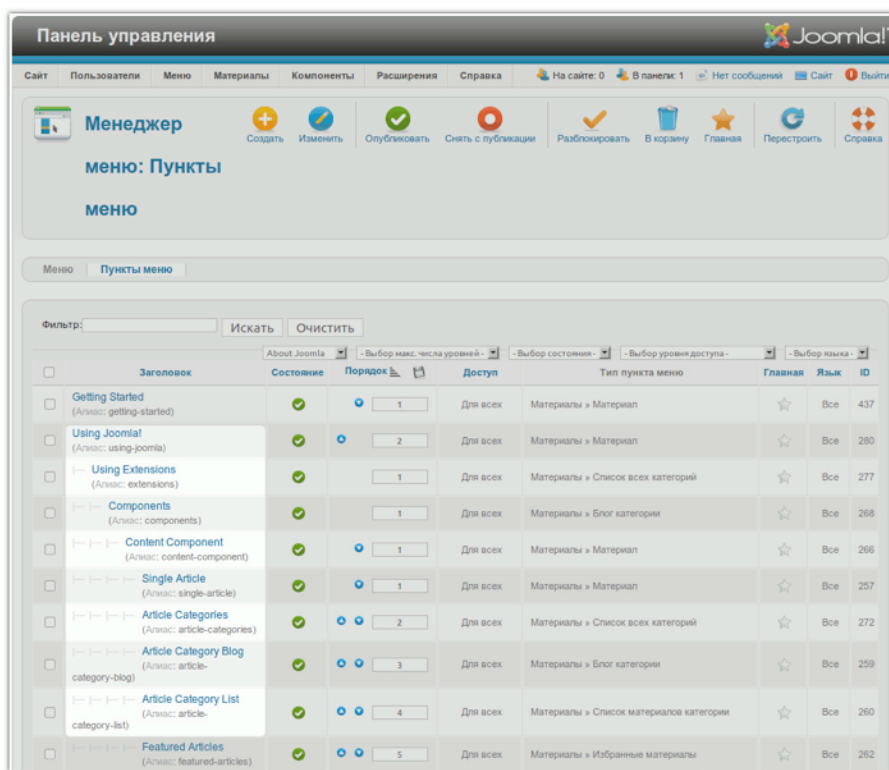 Панель управления
Joomla!
Сайт Пользователи Меню Материалы Компоненты Расширения Справка На сайте: 0 В панели: 1 Нет сообщений Сайт Выйти
Менеджер
меню: Пункты
меню
Создать Изменить Опубликовать Снять с публикации Разблокировать В корзину Главная Перестроить Справка
Меню Пункты меню
Фильтр: Искать Очистить
About Joomla - Выбор макс. числа уровней - - Выбор состояния - - Выбор уровня доступа - - Выбор языка -
Заголовок Состояние Порядок Доступ Тип пункта меню Главная Язык ID
Getting Started
(Алиас: getting-started)
1 Для всех Материалы » Материал Все 437
Using Joomla!
(Алиас: using-joomla)
2 Для всех Материалы » Материал Все 280
Using Extensions
(Алиас: extensions)
1 Для всех Материалы » Список всех категорий Все 277
Components
(Алиас: components)
1 Для всех Материалы » Блог категории Все 268
Content Component
(Алиас: content-component)
1 Для всех Материалы » Материал Все 266
Single Article
(Алиас: single-article)
1 Для всех Материалы » Материал Все 257
Article Categories
(Алиас: article-categories)
2 Для всех Материалы » Список всех категорий Все 272
Article Category Blog
(Алиас: article-
category-blog)
3 Для всех Материалы » Блог категории Все 259
Article Category List
(Алиас: article-
category-list)
4 Для всех Материалы » Список материалов категории Все 260
Featured Articles
(Алиас: featured-articles)
5 Для всех Материалы » Избранные материалы Все 262